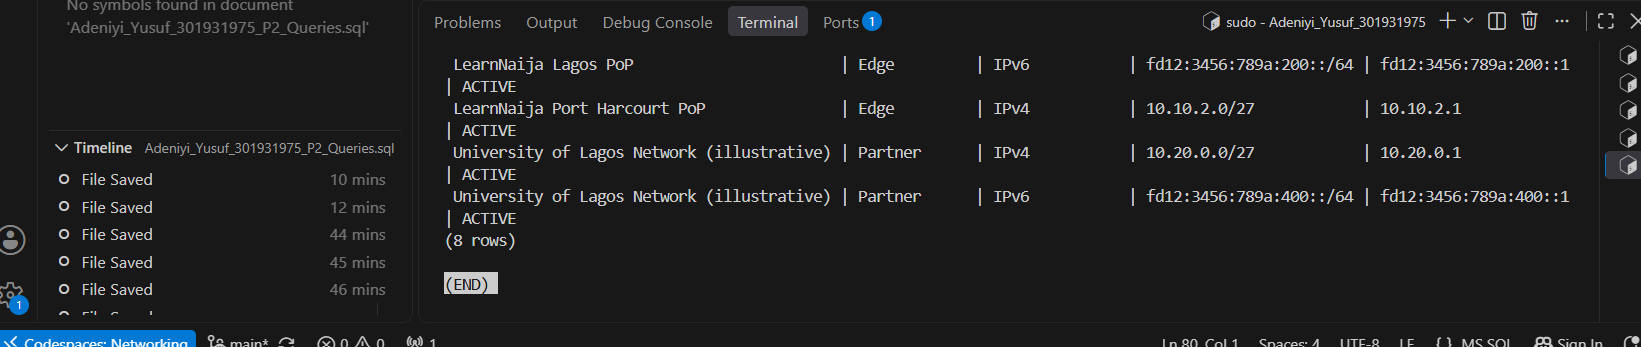 No symbols found in document
'Adeniyi_Yusuf_301931975_P2_Queries.sql'
Timeline Adeniyi_Yusuf_301931975_P2_Queries.sql
File Saved 10 mins
File Saved 12 mins
File Saved 44 mins
File Saved 45 mins
File Saved 46 mins
1
Problems Output Debug Console Terminal Ports 1
sudo - Adeniyi_Yusuf_301931975
LearnNaija Lagos PoP | Edge | IPv6 | fd12:3456:789a:200::/64 | fd12:3456:789a:200::1
| ACTIVE
LearnNaija Port Harcourt PoP | Edge | IPv4 | 10.10.2.0/27 | 10.10.2.1
| ACTIVE
University of Lagos Network (illustrative) | Partner | IPv4 | 10.20.0.0/27 | 10.20.0.1
| ACTIVE
University of Lagos Network (illustrative) | Partner | IPv6 | fd12:3456:789a:400::/64 | fd12:3456:789a:400::1
| ACTIVE
(8 rows)
(END)
Codespaces: Networking main* 0 0 1 Ln 80, Col 1 Spaces: 4 UTF-8 LF {} MS SQL Sign In